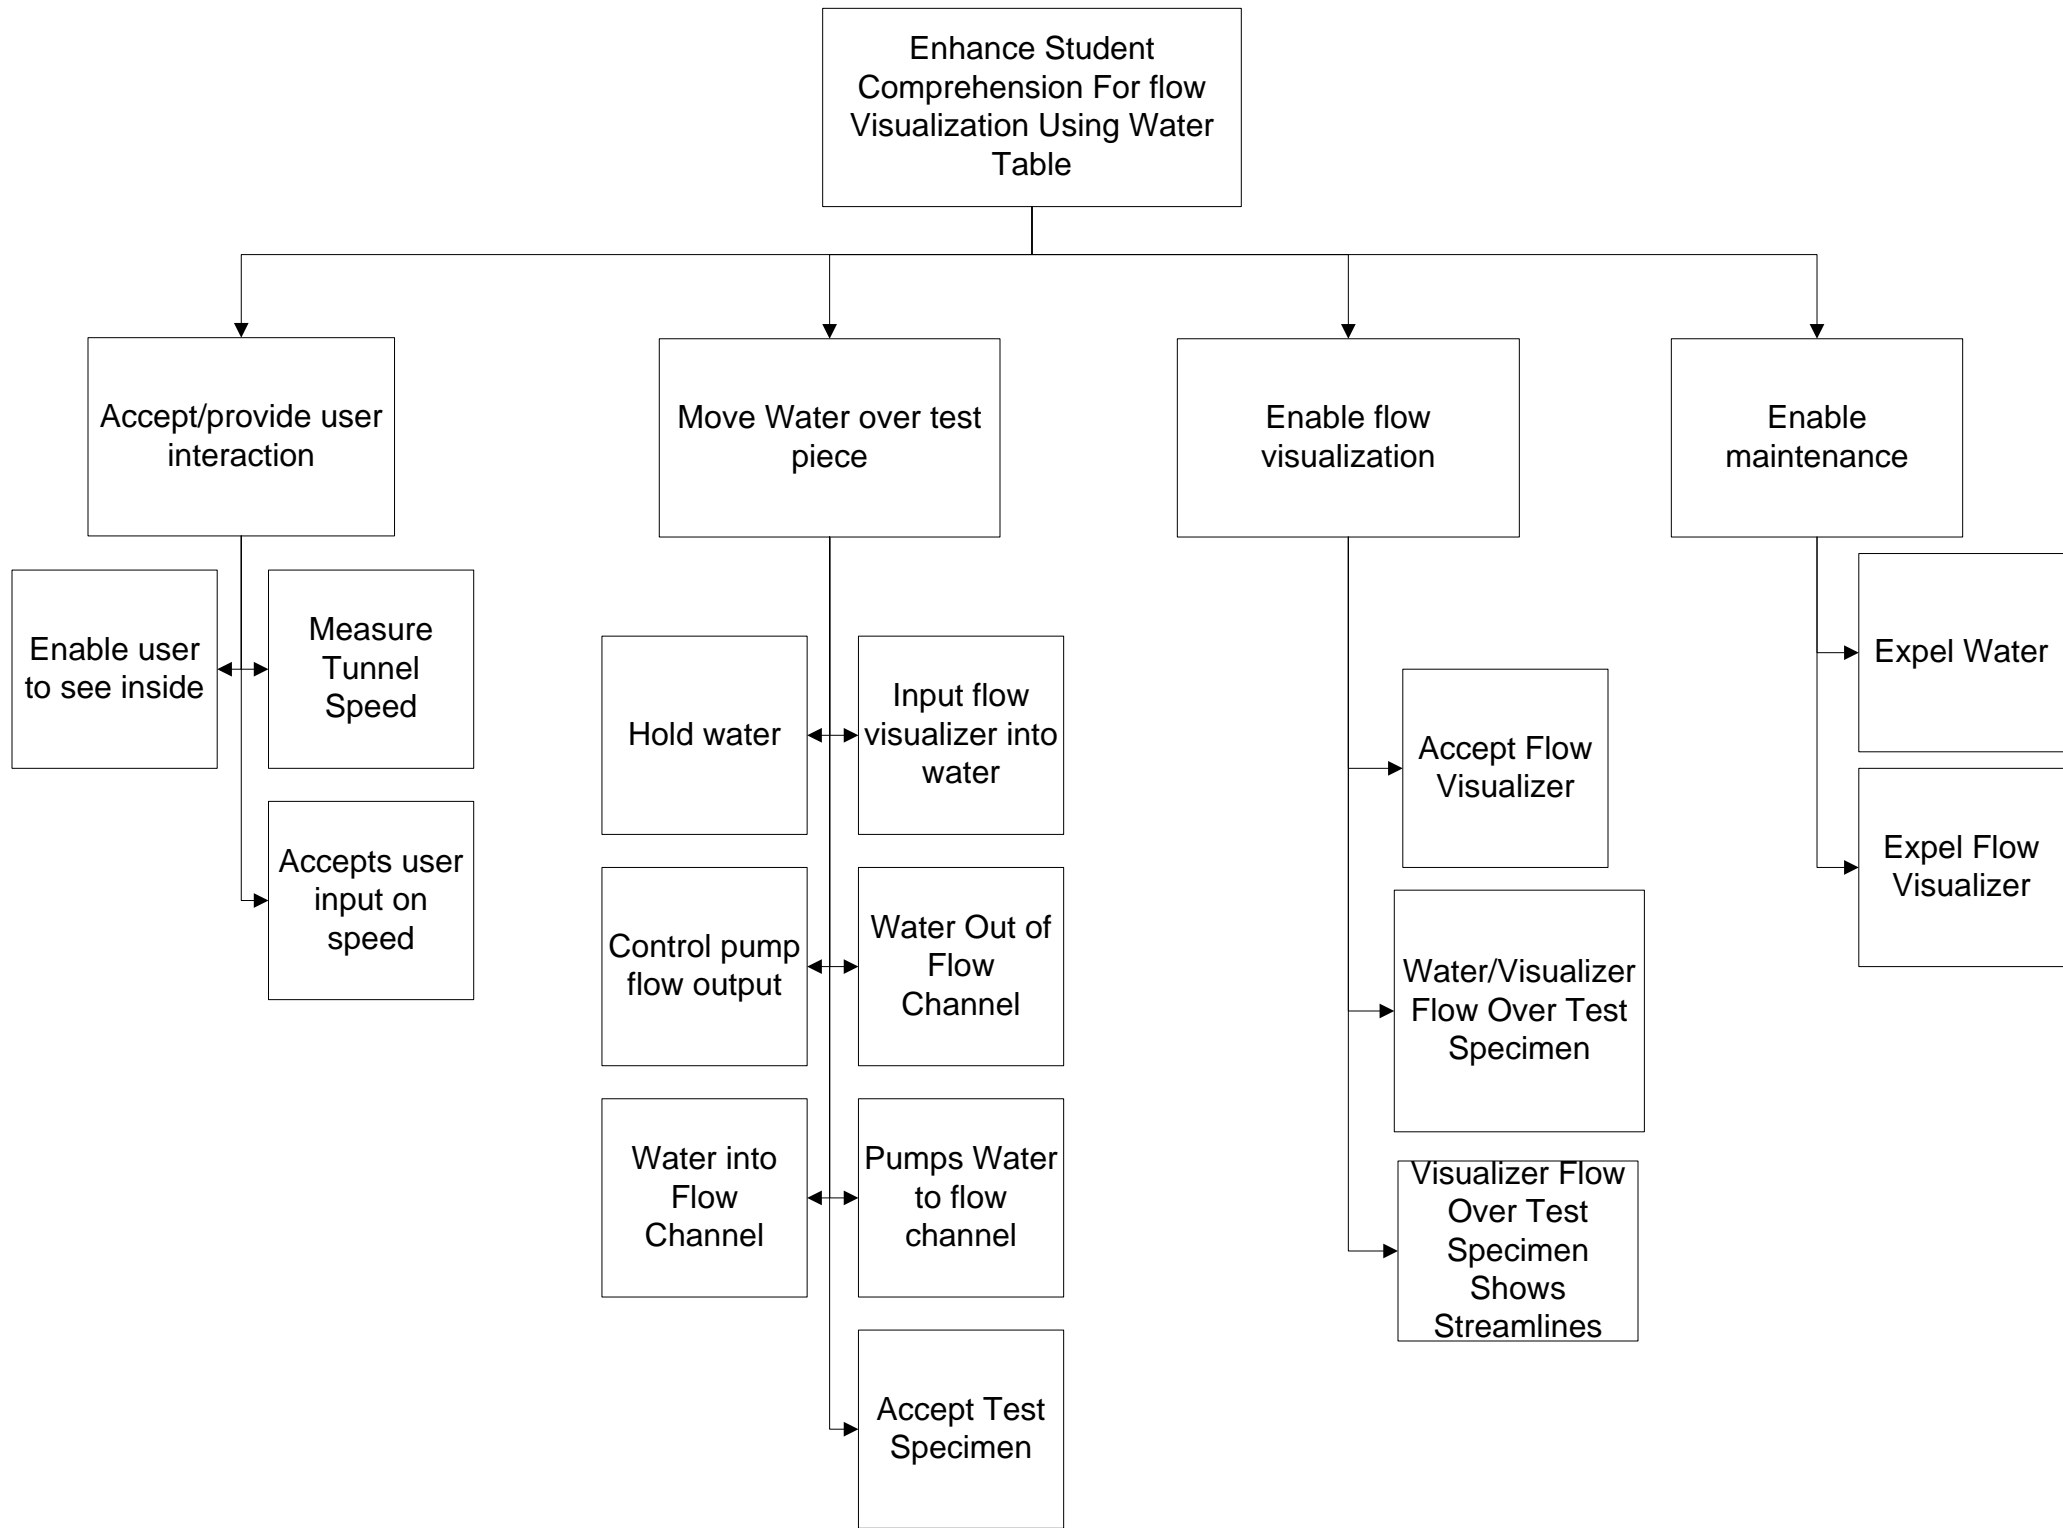 Enhance Student
Comprehension For flow
Visualization Using Water
Table
Accept/provide user
interaction
Move Water over test
piece
Enable flow
visualization
Enable
maintenance
Enable user
to see inside
Measure
Tunnel
Speed
Accepts user
input on
speed
Hold water
Input flow
visualizer into
water
Control pump
flow output
Water Out of
Flow
Channel
Water into
Flow
Channel
Pumps Water
to flow
channel
Accept Test
Specimen
Accept Flow
Visualizer
Water/Visualizer
Flow Over Test
Specimen
Visualizer Flow
Over Test
Specimen
Shows
Streamlines
Expel Water
Expel Flow
Visualizer